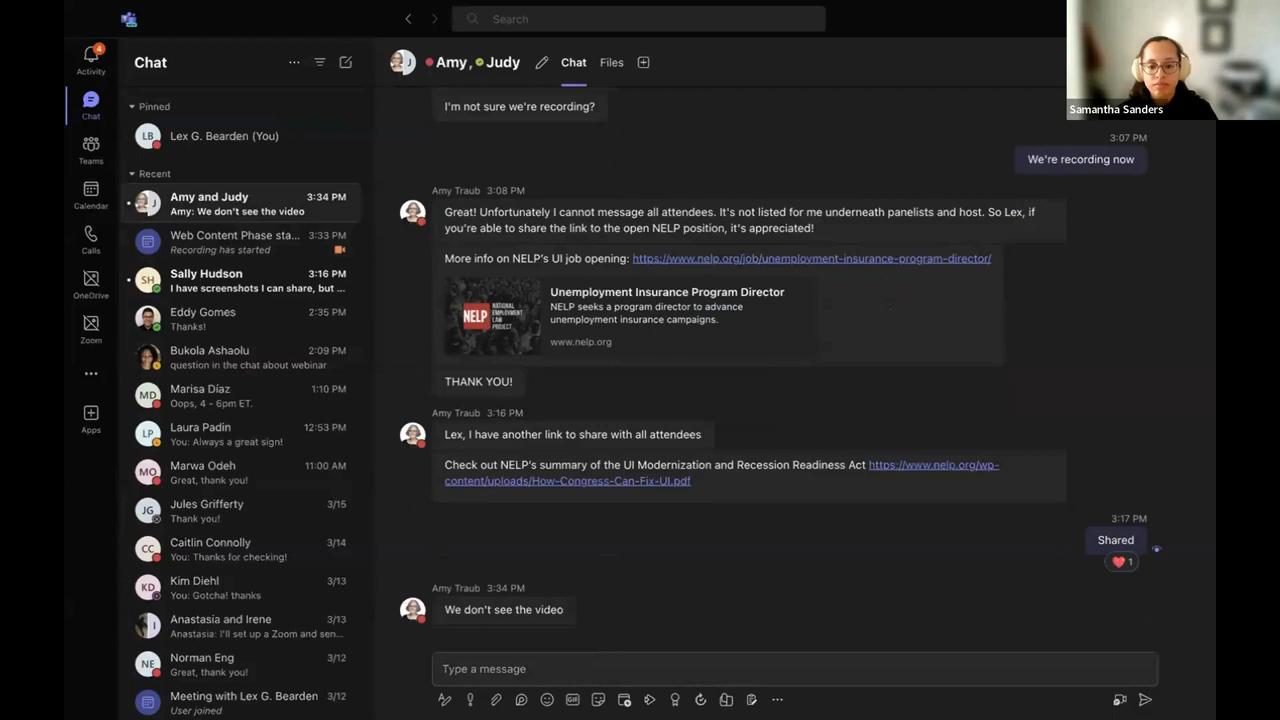 Search
Samantha Sanders
4
Activity
Chat
Teams
Calendar
Calls
OneDrive
Zoom
Apps
Chat
Pinned
LB
Lex G. Bearden (You)
Recent
J
Amy and Judy
3:34 PM
Amy: We don't see the video
Web Content Phase sta...
3:33 PM
Recording has started
SH
Sally Hudson
3:16 PM
I have screenshots I can share, but ...
Eddy Gomes
2:35 PM
Thanks!
Bukola Ashaolu
2:09 PM
question in the chat about webinar
MD
Marisa Díaz
1:10 PM
Oops, 4 - 6pm ET.
LP
Laura Padin
12:53 PM
You: Always a great sign!
MO
Marwa Odeh
11:00 AM
Great, thank you!
JG
Jules Grifferty
3/15
Thank you!
CC
Caitlin Connolly
3/14
You: Thanks for checking!
KD
Kim Diehl
3/13
You: Gotcha! thanks
I
Anastasia and Irene
3/13
Anastasia: I'll set up a Zoom and sen...
NE
Norman Eng
3/12
Great, thank you!
Meeting with Lex G. Bearden
3/12
User joined
J
Amy, Judy
Chat
Files
I'm not sure we're recording?
3:07 PM
We're recording now
Amy Traub 3:08 PM
Great! Unfortunately I cannot message all attendees. It's not listed for me underneath panelists and host. So Lex, if
you're able to share the link to the open NELP position, it's appreciated!
More info on NELP's UI job opening: https://www.nelp.org/job/unemployment-insurance-program-director/
NELP
NATIONAL
EMPLOYMENT
LAW
PROJECT
Unemployment Insurance Program Director
NELP seeks a program director to advance
unemployment insurance campaigns.
www.nelp.org
THANK YOU!
Amy Traub 3:16 PM
Lex, I have another link to share with all attendees
Check out NELP's summary of the UI Modernization and Recession Readiness Act https://www.nelp.org/wp-
content/uploads/How-Congress-Can-Fix-UI.pdf
3:17 PM
Shared
1
Amy Traub 3:34 PM
We don't see the video
Type a message
GIF